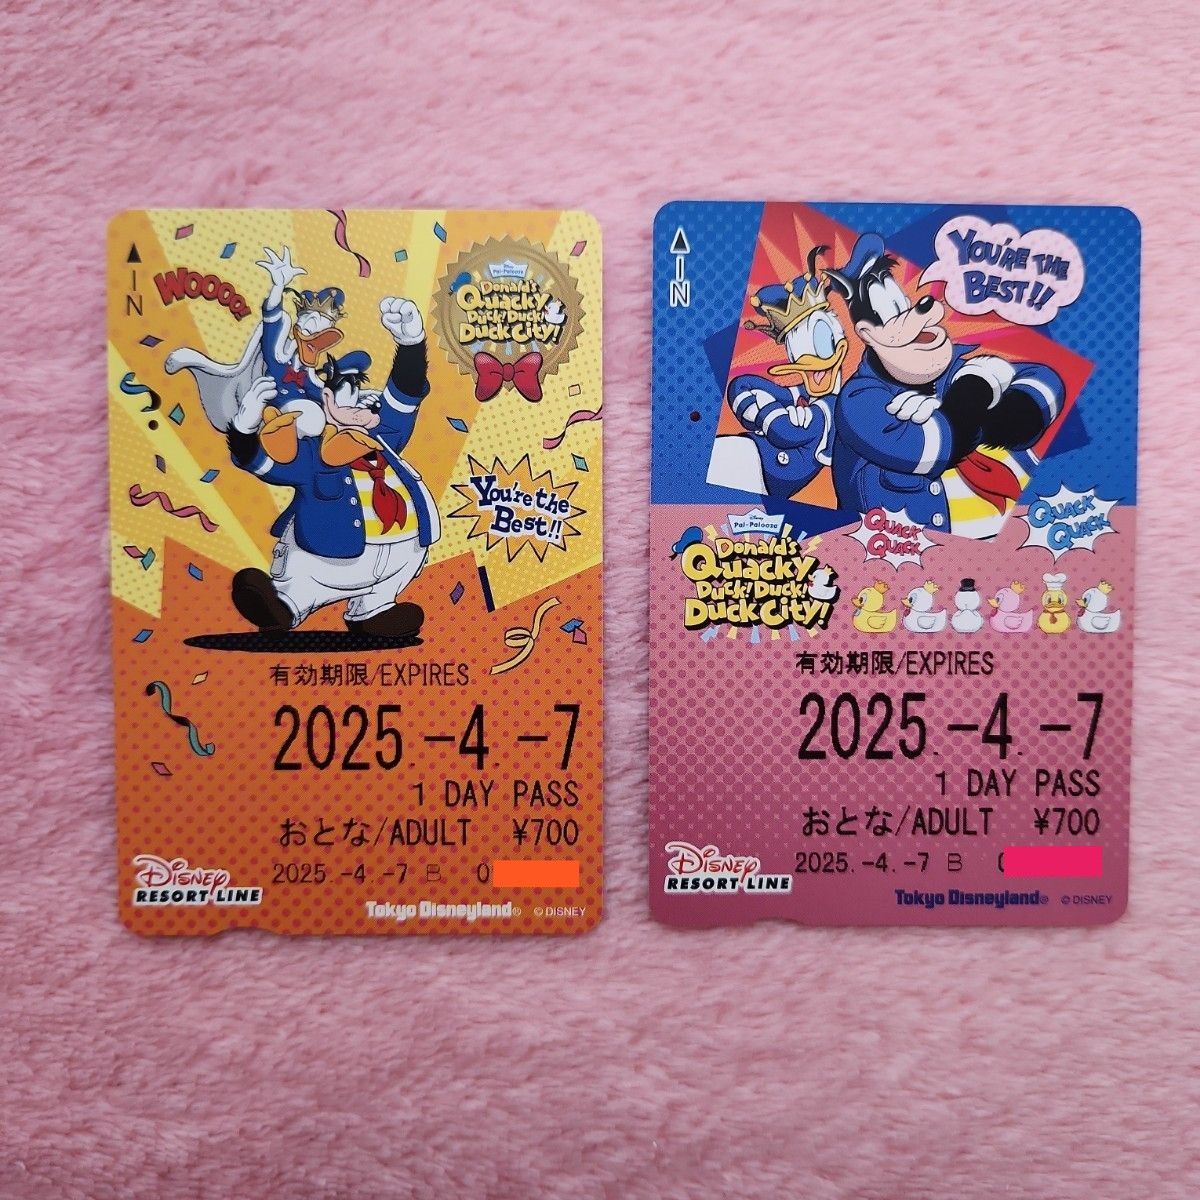 IN
WOOOO!
Disney
Pal-Palooza
Donald's
Quacky
Duck! Duck!
Duck City!
You're the
Best!!
有効期限/EXPIRES
2025.-4.-7
1 DAY PASS
おとな/ADULT ¥700
2025.-4.-7 B 0
Disney
RESORT LINE
Tokyo Disneyland® © DISNEY
IN
YOU'RE THE
BEST!!
QUACK
QUACK
QUACK
QUACK
Disney
Pal-Palooza
Donald's
Quacky
Duck! Duck!
Duck City!
有効期限/EXPIRES
2025.-4.-7
1 DAY PASS
おとな/ADULT ¥700
2025.-4.-7 B
Disney
RESORT LINE
Tokyo Disneyland® © DISNEY